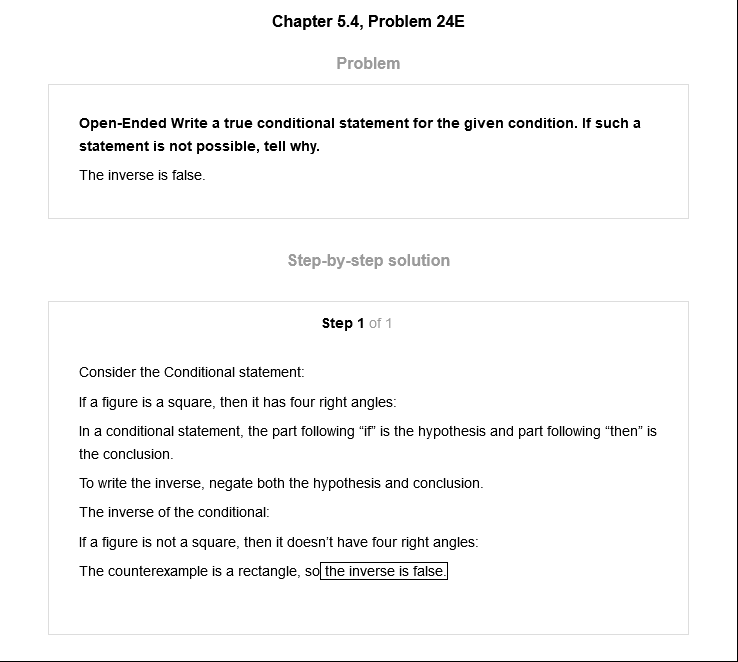 Chapter 5.4, Problem 24E
Problem
Open-Ended Write a true conditional statement for the given condition. If such a
statement is not possible, tell why.
The inverse is false.
Step-by-step solution
Step 1 of 1
Consider the Conditional statement:
If a figure is a square, then it has four right angles:
In a conditional statement, the part following “if” is the hypothesis and part following “then” is
the conclusion.
To write the inverse, negate both the hypothesis and conclusion.
The inverse of the conditional:
If a figure is not a square, then it doesn’t have four right angles:
The counterexample is a rectangle, so the inverse is false.